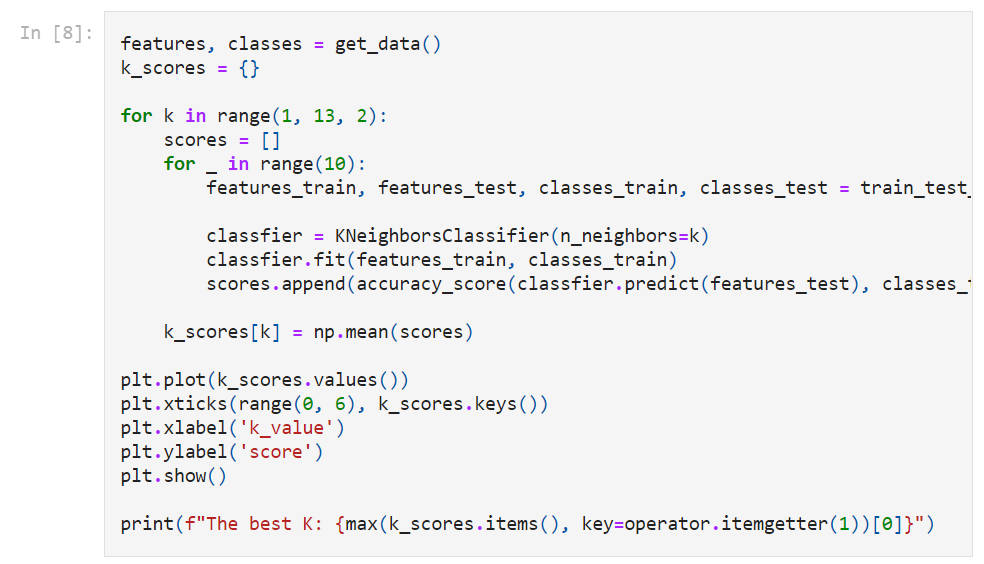 In [8]:
features, classes = get_data()
k_scores = {}
for k in range(1, 13, 2):
scores = []
for _ in range(10):
features_train, features_test, classes_train, classes_test = train_test_
classfier = KNeighborsClassifier(n_neighbors=k)
classfier.fit(features_train, classes_train)
scores.append(accuracy_score(classfier.predict(features_test), classes_
k_scores[k] = np.mean(scores)
plt.plot(k_scores.values())
plt.xticks(range(0, 6), k_scores.keys())
plt.xlabel('k_value')
plt.ylabel('score')
plt.show()
print(f"The best K: {max(k_scores.items(), key=operator.itemgetter(1))[0]}")